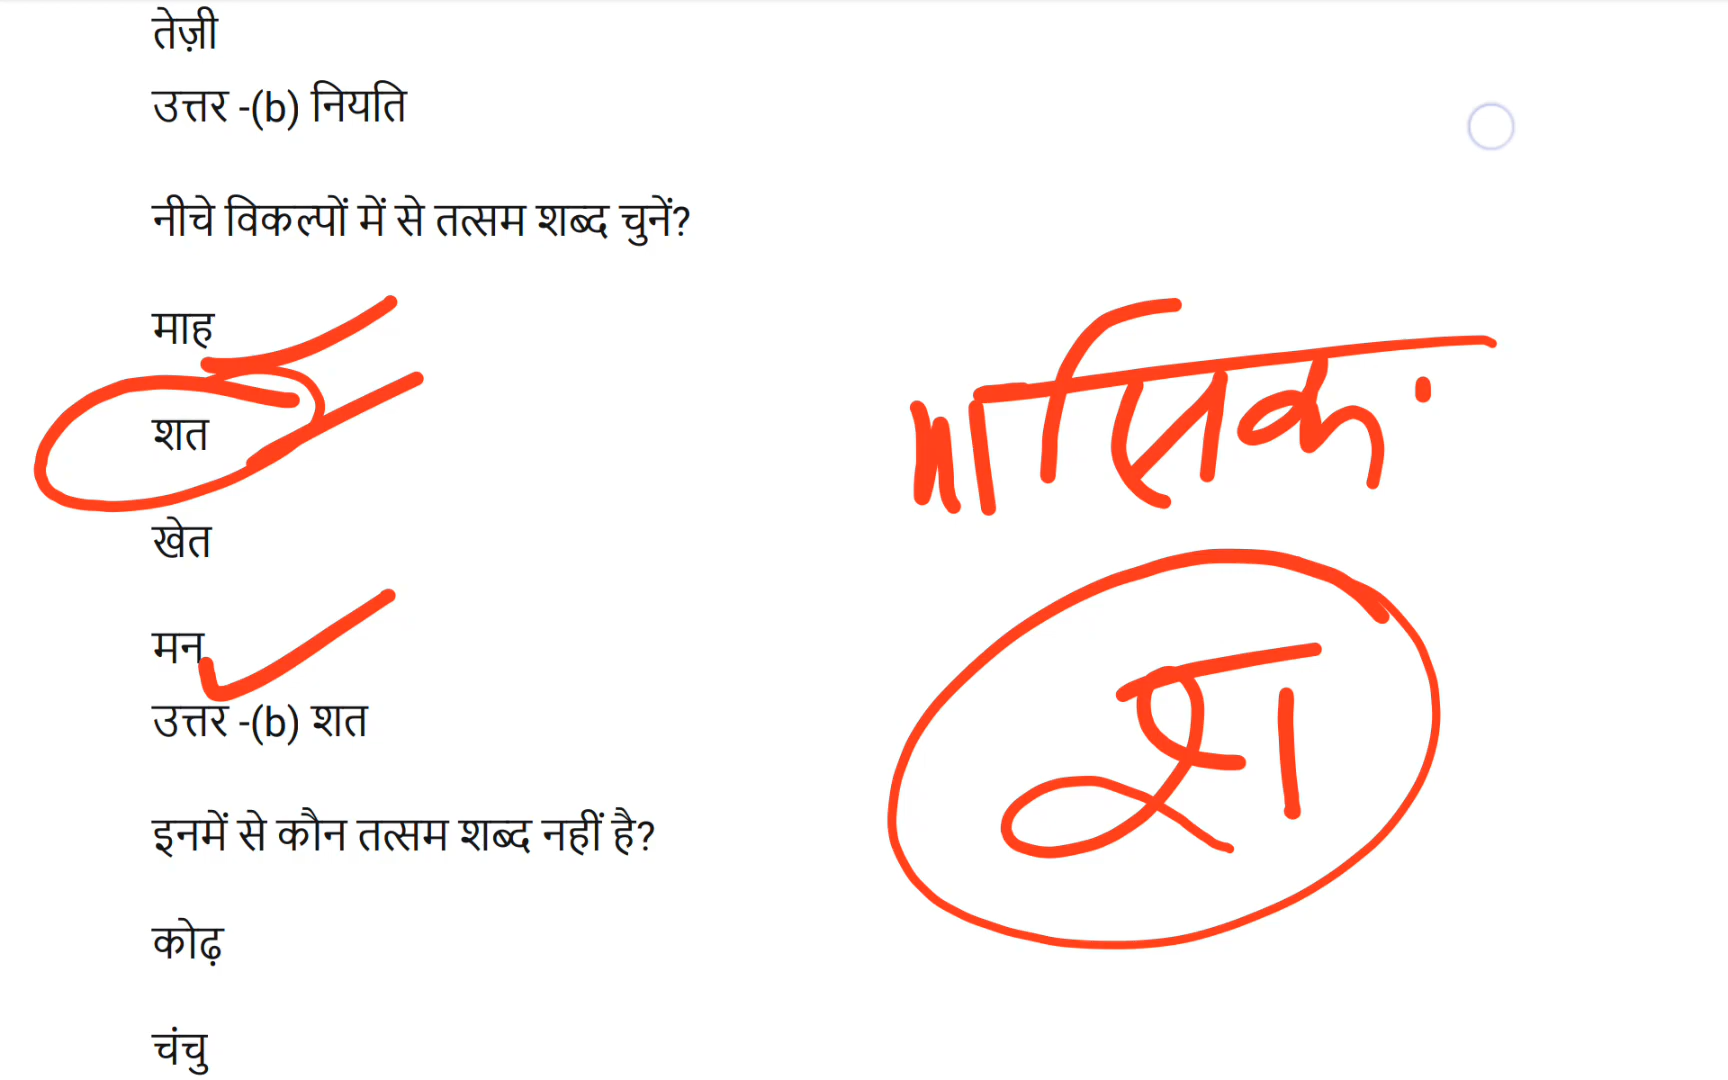 तेज़ी
उत्तर -(b) नियति
नीचे विकल्पों में से तत्सम शब्द चुनें?
माह
शत
मासिक
खेत
श
मन
उत्तर -(b) शत
इनमें से कौन तत्सम शब्द नहीं है?
कोढ़
चंचु